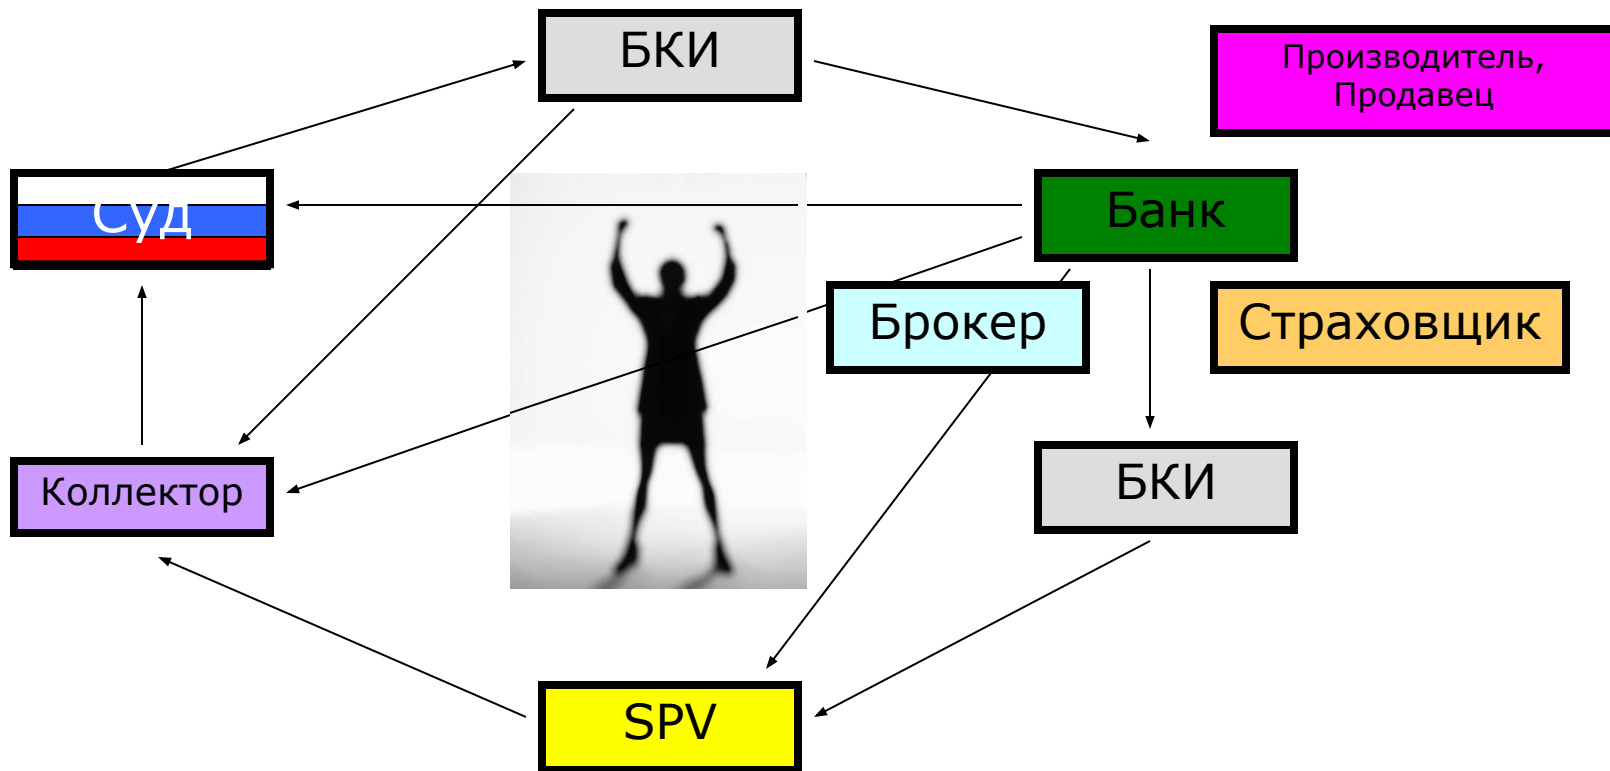 БКИ
Производитель,
Продавец
Суд
Банк
Брокер
Страховщик
Коллектор
БКИ
SPV